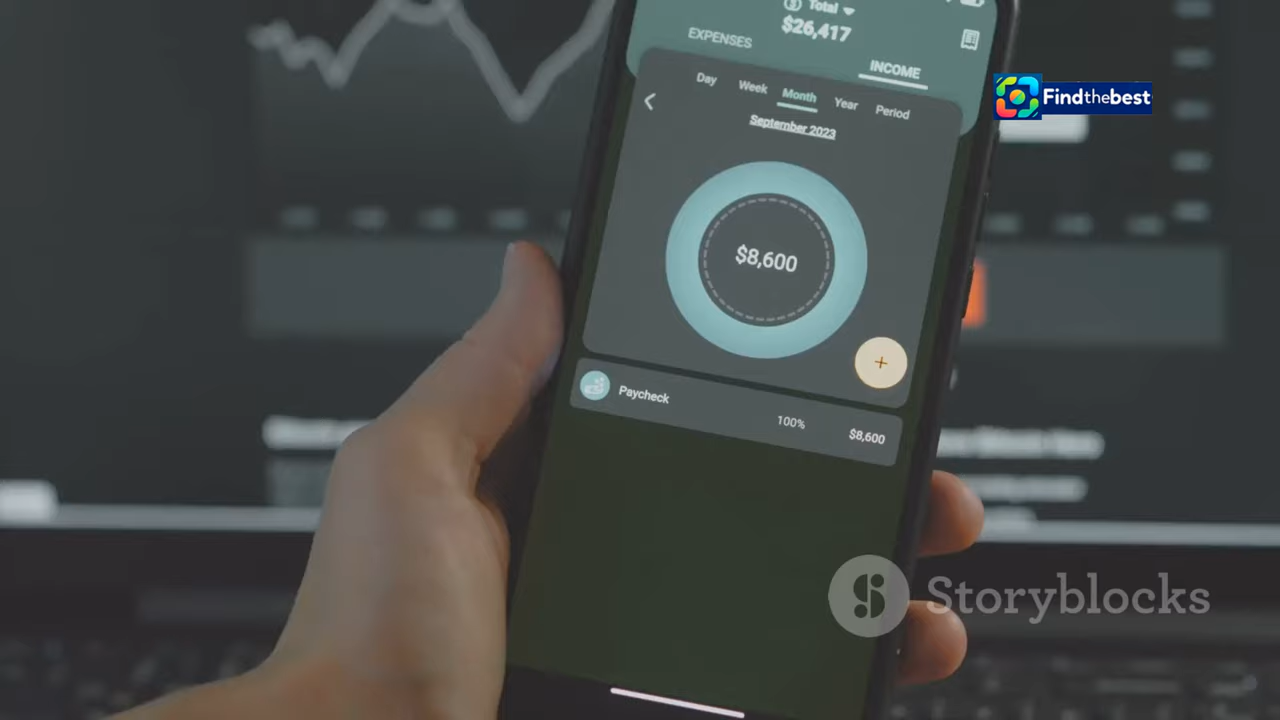 Total
$26,417
EXPENSES
INCOME
Day Week Month Year Period
September 2023
$8,600
+
Paycheck 100% $8,600
Findthebest
Storyblocks